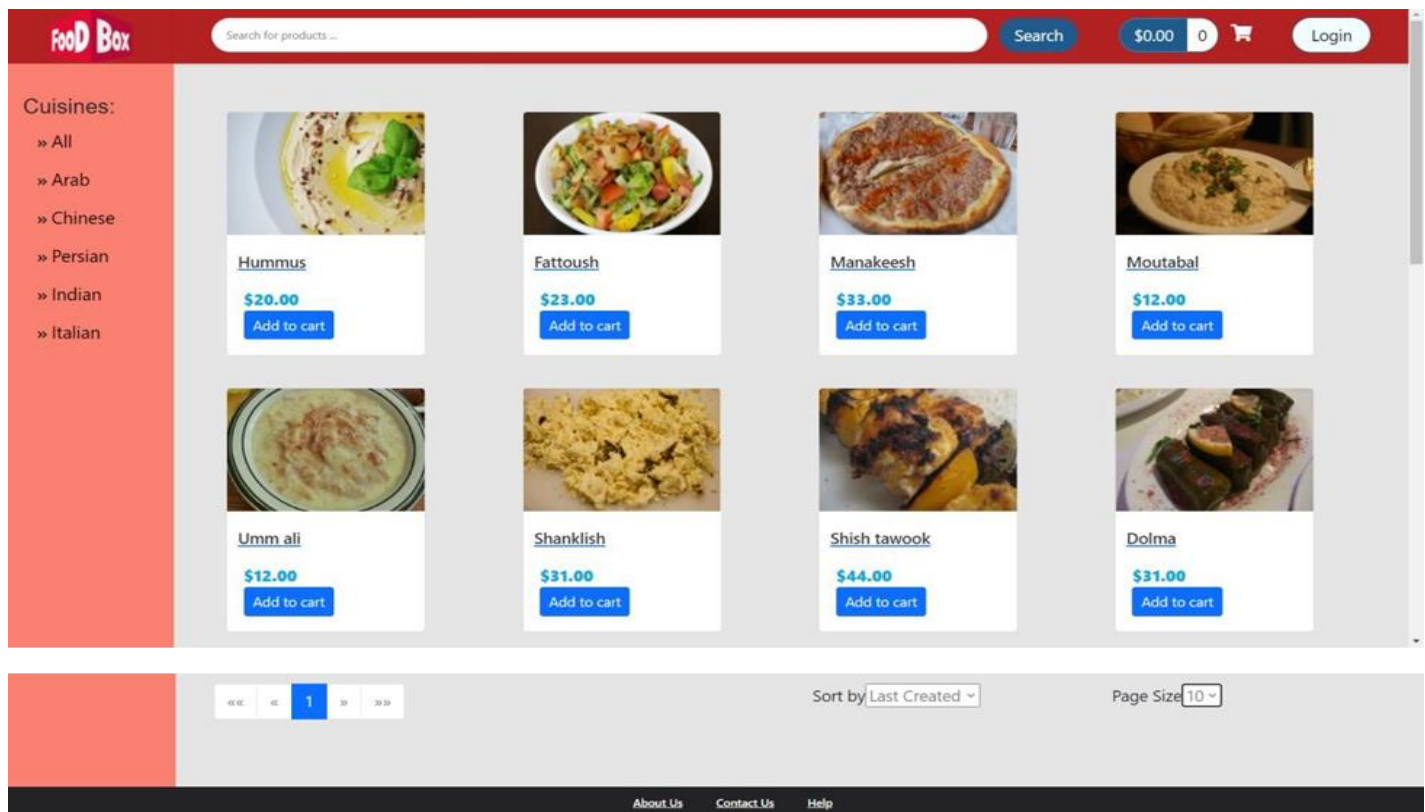 FooD Box
Search for products ...
Search
$0.00 0
Login
Cuisines:
» All
» Arab
» Chinese
» Persian
» Indian
» Italian
Hummus Fattoush Manakeesh Moutabal
$20.00 $23.00 $33.00 $12.00
Add to cart Add to cart Add to cart Add to cart
Umm ali Shanklish Shish tawook Dolma
$12.00 $31.00 $44.00 $31.00
Add to cart Add to cart Add to cart Add to cart
«« « 1 » »» Sort by Last Created Page Size 10
About Us Contact Us Help